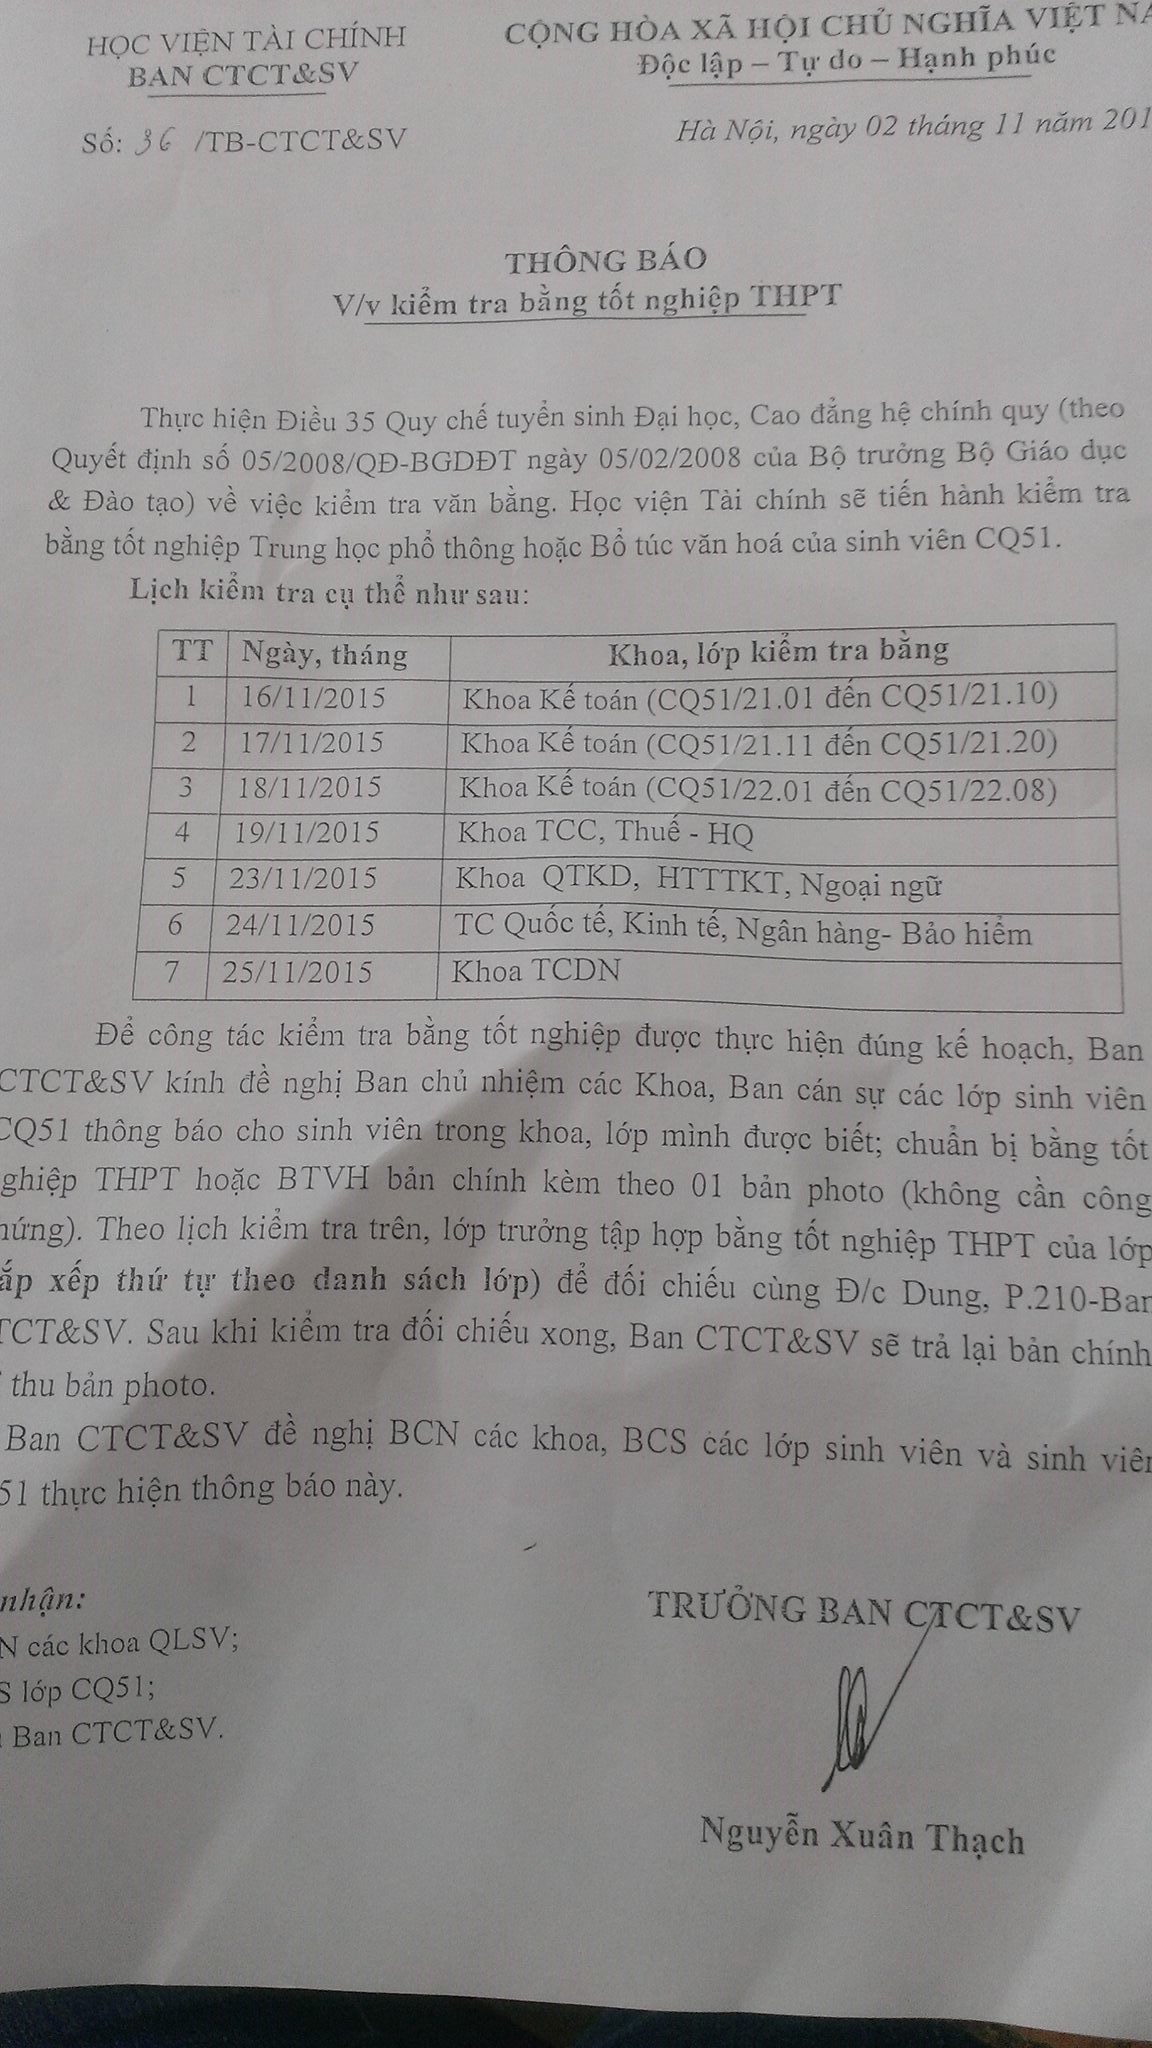 HỌC VIỆN TÀI CHÍNH
BAN CTCT&SV
Số: 36 /TB-CTCT&SV
CỘNG HÒA XÃ HỘI CHỦ NGHĨA VIỆT NA
Độc lập – Tự do – Hạnh phúc
Hà Nội, ngày 02 tháng 11 năm 201
THÔNG BÁO
V/v kiểm tra bằng tốt nghiệp THPT
Thực hiện Điều 35 Quy chế tuyển sinh Đại học, Cao đẳng hệ chính quy (theo
Quyết định số 05/2008/QĐ-BGDĐT ngày 05/02/2008 của Bộ trưởng Bộ Giáo dục
& Đào tạo) về việc kiểm tra văn bằng. Học viện Tài chính sẽ tiến hành kiểm tra
bằng tốt nghiệp Trung học phổ thông hoặc Bổ túc văn hoá của sinh viên CQ51.
Lịch kiểm tra cụ thể như sau:
TT Ngày, tháng Khoa, lớp kiểm tra bằng
1 16/11/2015 Khoa Kế toán (CQ51/21.01 đến CQ51/21.10)
2 17/11/2015 Khoa Kế toán (CQ51/21.11 đến CQ51/21.20)
3 18/11/2015 Khoa Kế toán (CQ51/22.01 đến CQ51/22.08)
4 19/11/2015 Khoa TCC, Thuế - HQ
5 23/11/2015 Khoa QTKD, HTTTKT, Ngoại ngữ
6 24/11/2015 TC Quốc tế, Kinh tế, Ngân hàng- Bảo hiểm
7 25/11/2015 Khoa TCDN
Để công tác kiểm tra bằng tốt nghiệp được thực hiện đúng kế hoạch, Ban
CTCT&SV kính đề nghị Ban chủ nhiệm các Khoa, Ban cán sự các lớp sinh viên
CQ51 thông báo cho sinh viên trong khoa, lớp mình được biết; chuẩn bị bằng tốt
ghiệp THPT hoặc BTVH bản chính kèm theo 01 bản photo (không cần công
hứng). Theo lịch kiểm tra trên, lớp trưởng tập hợp bằng tốt nghiệp THPT của lớp
ắp xếp thứ tự theo danh sách lớp) để đối chiếu cùng Đ/c Dung, P.210-Ban
TCT&SV. Sau khi kiểm tra đối chiếu xong, Ban CTCT&SV sẽ trả lại bản chính
thu bản photo.
Ban CTCT&SV đề nghị BCN các khoa, BCS các lớp sinh viên và sinh viên
51 thực hiện thông báo này.
nhận:
N các khoa QLSV;
S lớp CQ51;
Ban CTCT&SV.
TRƯỞNG BAN CTCT&SV
Nguyễn Xuân Thạch